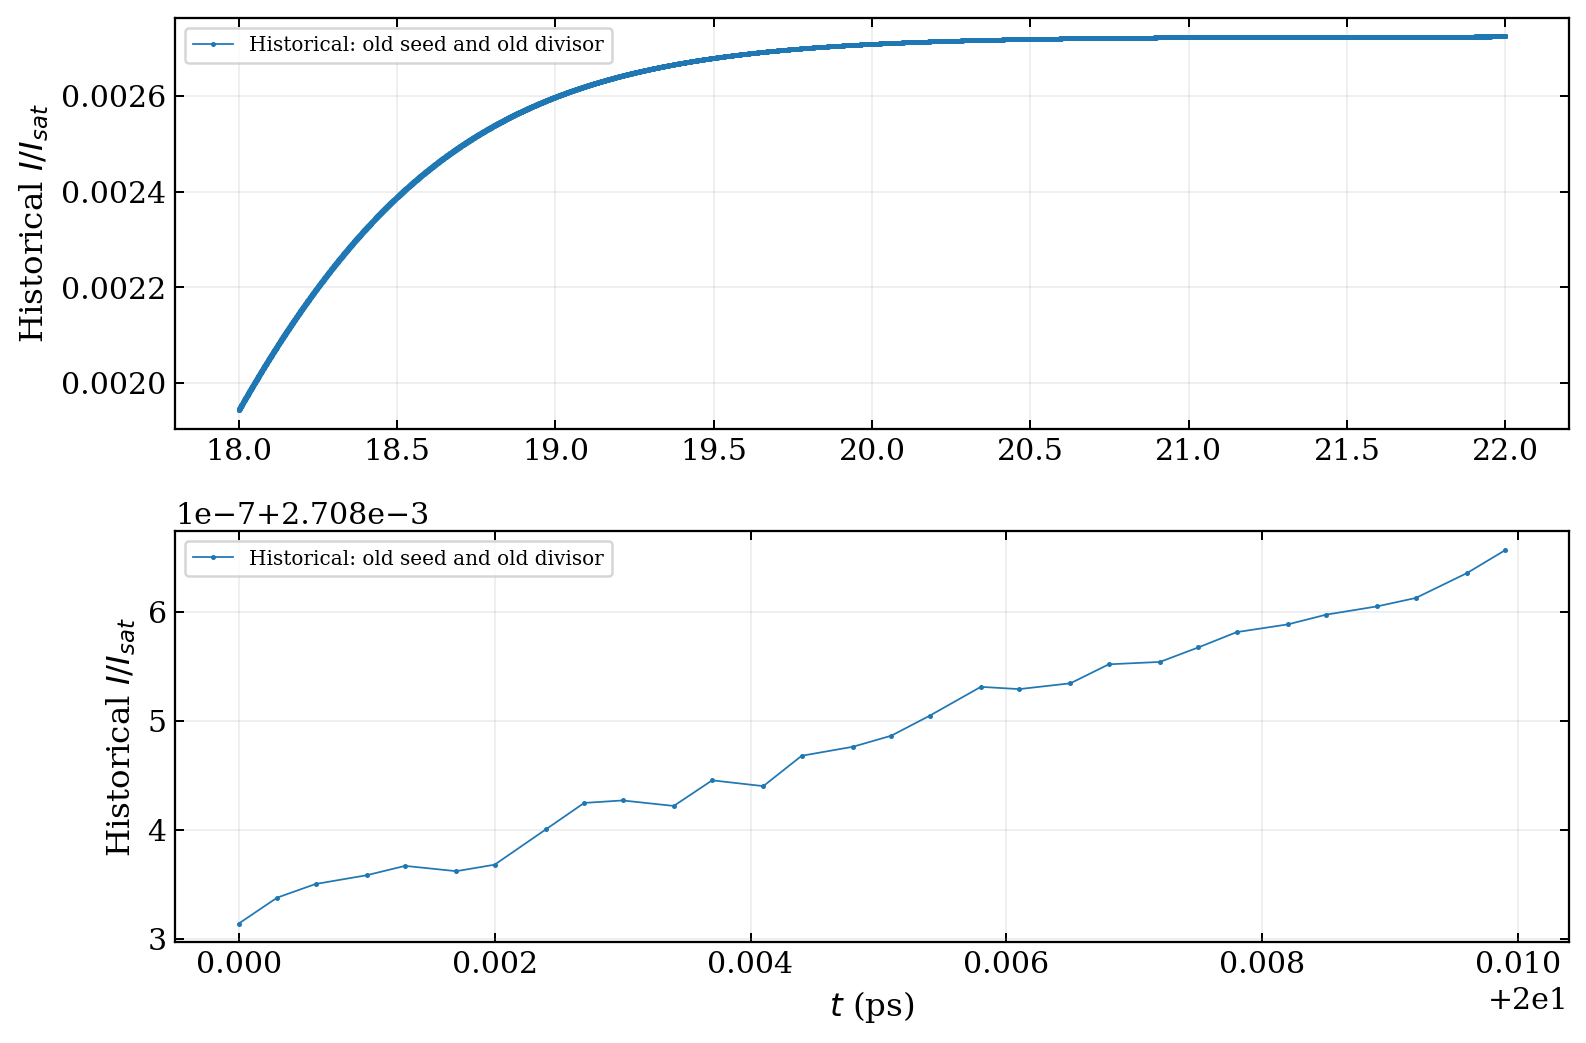 Historical: old seed and old divisor
Historical I/I_sat
0.0026
0.0024
0.0022
0.0020
18.0 18.5 19.0 19.5 20.0 20.5 21.0 21.5 22.0
1e−7+2.708e−3
Historical: old seed and old divisor
Historical I/I_sat
6
5
4
3
0.000 0.002 0.004 0.006 0.008 0.010
+2e1
t (ps)